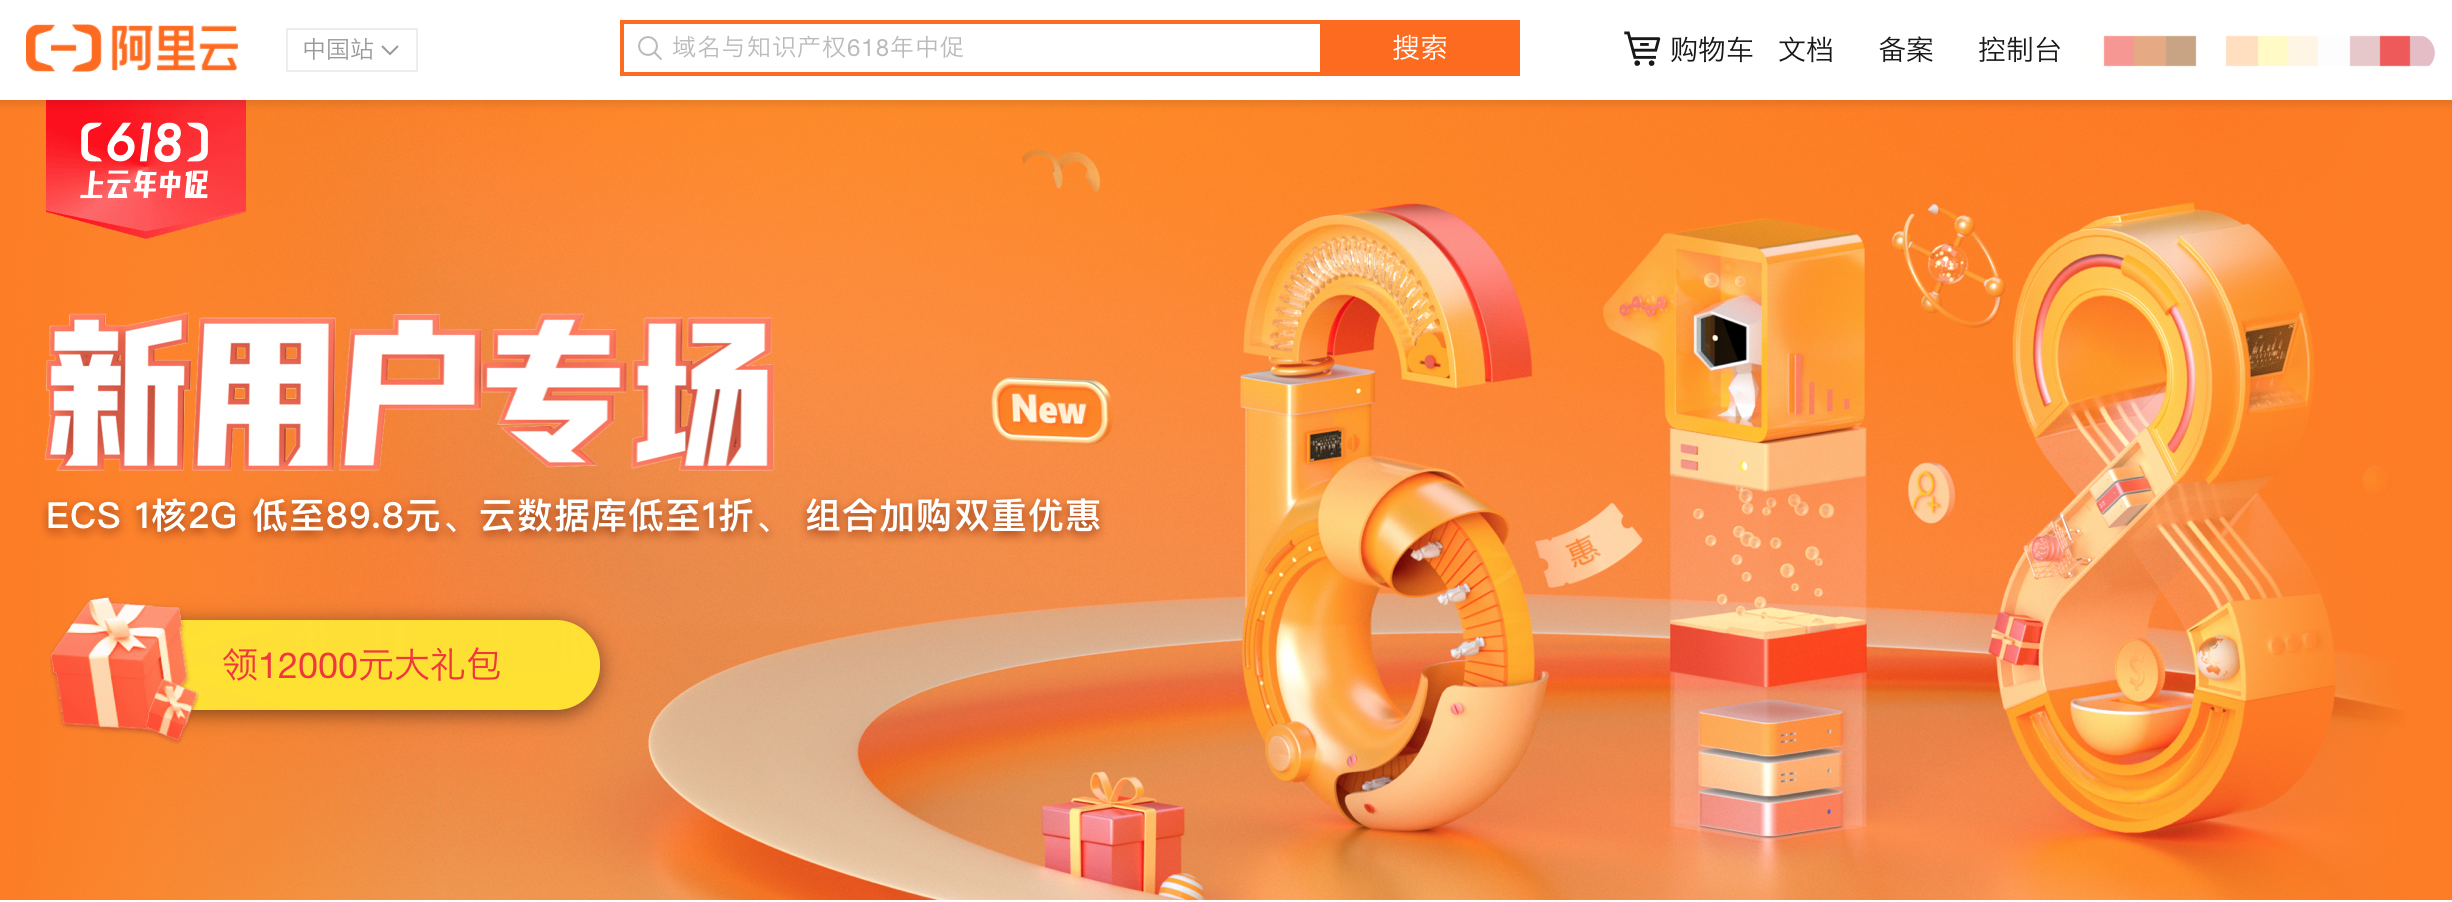 阿里云
中国站
域名与知识产权618年中促
搜索
购物车
文档
备案
控制台
618
上云年中促
新用户专场
New
ECS 1核2G 低至89.8元、云数据库低至1折、 组合加购双重优惠
惠
领12000元大礼包